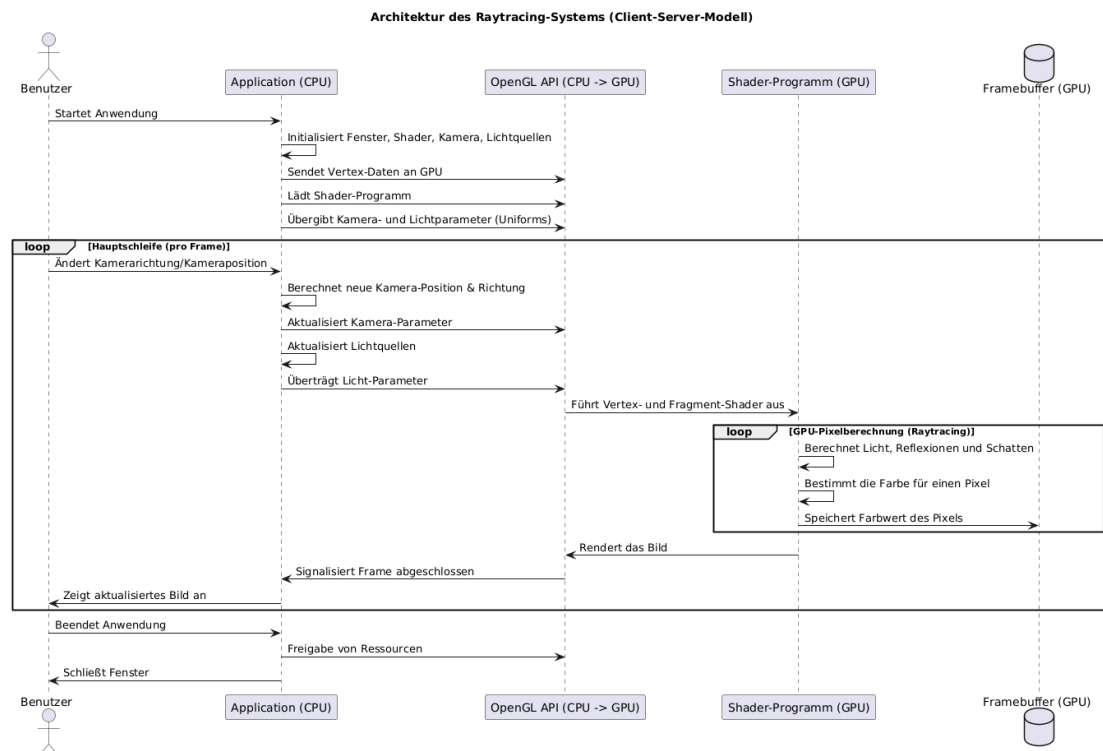 Architektur des Raytracing-Systems (Client-Server-Modell)
Benutzer
Application (CPU)
OpenGL API (CPU -> GPU)
Shader-Programm (GPU)
Framebuffer (GPU)
Startet Anwendung
Initialisiert Fenster, Shader, Kamera, Lichtquellen
Sendet Vertex-Daten an GPU
Lädt Shader-Programm
Übergibt Kamera- und Lichtparameter (Uniforms)
loop [Hauptschleife (pro Frame)]
Ändert Kamerarichtung/Kameraposition
Berechnet neue Kamera-Position & Richtung
Aktualisiert Kamera-Parameter
Aktualisiert Lichtquellen
Überträgt Licht-Parameter
Führt Vertex- und Fragment-Shader aus
loop [GPU-Pixelberechnung (Raytracing)]
Berechnet Licht, Reflexionen und Schatten
Bestimmt die Farbe für einen Pixel
Speichert Farbwert des Pixels
Rendert das Bild
Signalisiert Frame abgeschlossen
Zeigt aktualisiertes Bild an
Beendet Anwendung
Freigabe von Ressourcen
Schließt Fenster
Benutzer
Application (CPU)
OpenGL API (CPU -> GPU)
Shader-Programm (GPU)
Framebuffer (GPU)